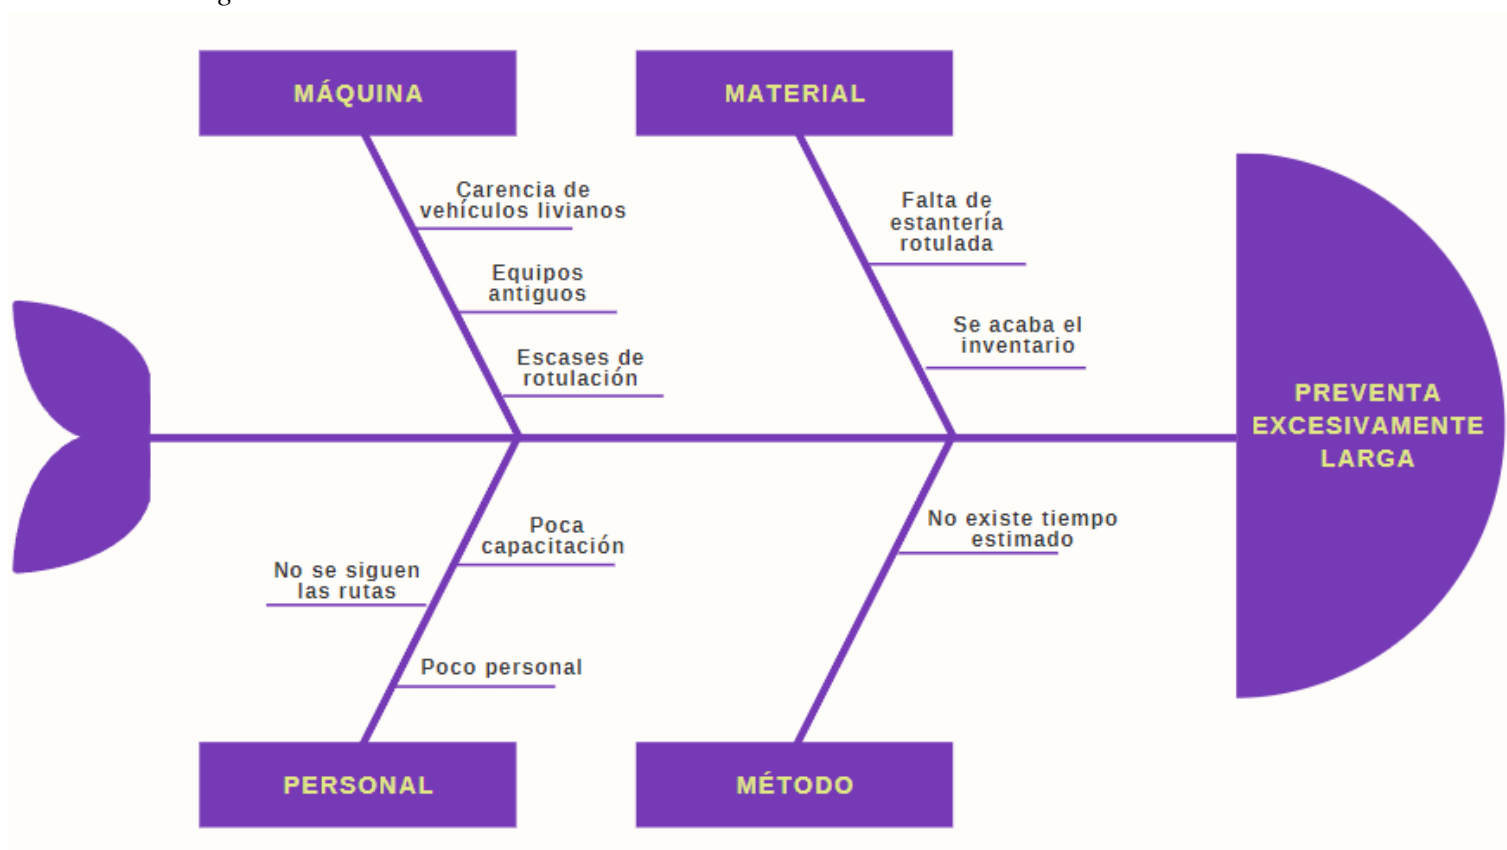 MÁQUINA
MATERIAL
Carencia de
vehículos livianos
Equipos
antiguos
Escases de
rotulación
Falta de
estantería
rotulada
Se acaba el
inventario
PREVENTA
EXCESIVAMENTE
LARGA
Poca
capacitación
No se siguen
las rutas
Poco personal
No existe tiempo
estimado
PERSONAL
MÉTODO